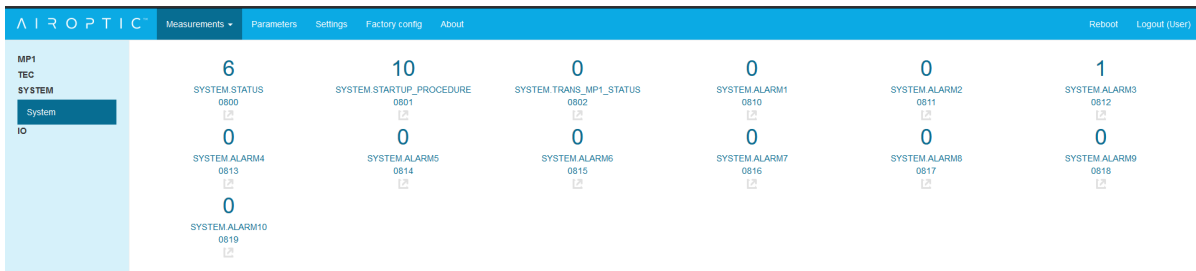 AIROPTIC™ Measurements Parameters Settings Factory config About Reboot Logout (User)
MP1
TEC
SYSTEM
System
IO
6 10 0 0 0 1
SYSTEM.STATUS SYSTEM.STARTUP_PROCEDURE SYSTEM.TRANS_MP1_STATUS SYSTEM.ALARM1 SYSTEM.ALARM2 SYSTEM.ALARM3
0800 0801 0802 0810 0811 0812
0 0 0 0 0 0
SYSTEM.ALARM4 SYSTEM.ALARM5 SYSTEM.ALARM6 SYSTEM.ALARM7 SYSTEM.ALARM8 SYSTEM.ALARM9
0813 0814 0815 0816 0817 0818
0
SYSTEM.ALARM10
0819